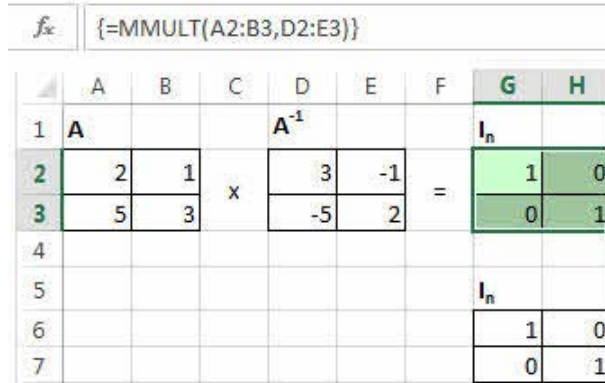 fx {=MMULT(A2:B3,D2:E3)}
A B C D E F G H
1 A A⁻¹ Iₙ
2 2 1 x 3 -1 = 1 0
3 5 3 -5 2 0 1
4
5 Iₙ
6 1 0
7 0 1